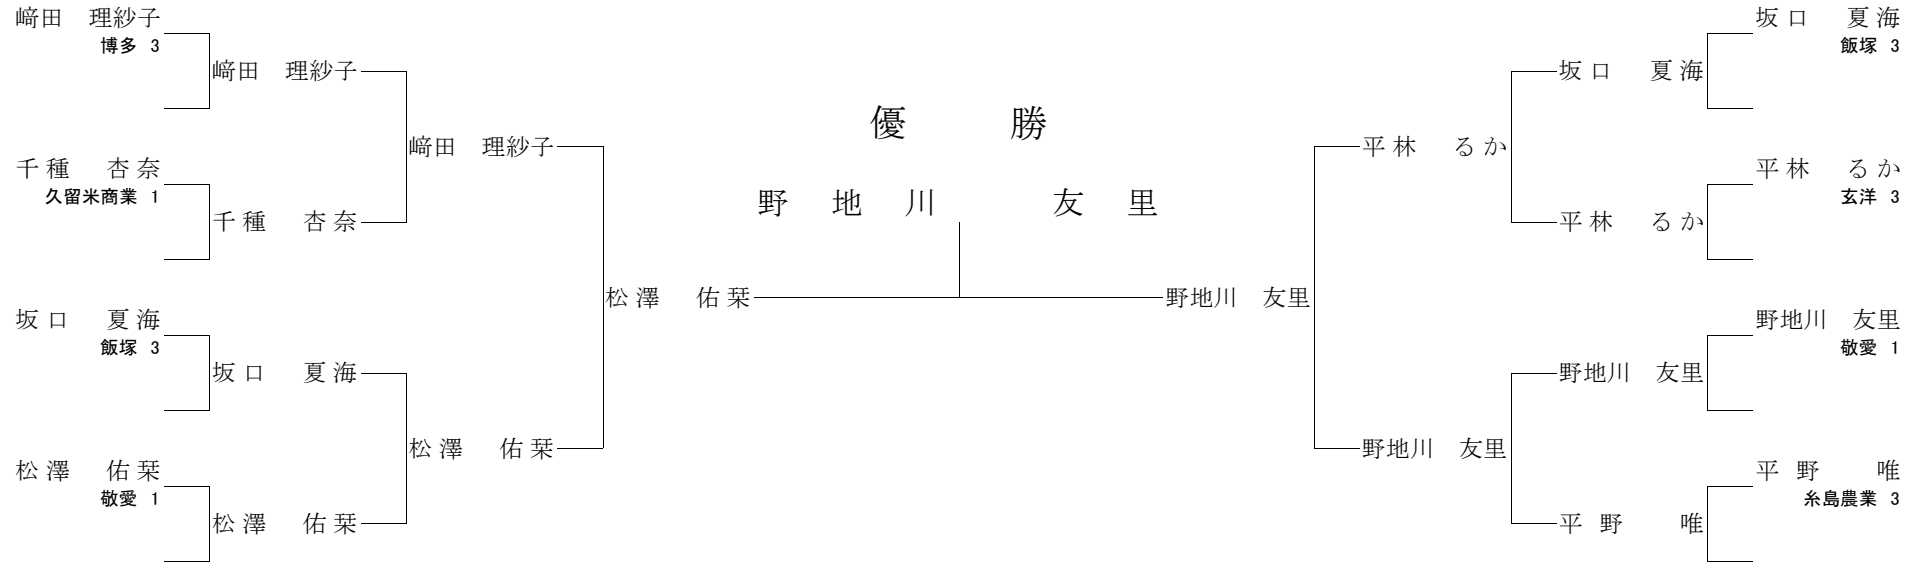 﨑田　理紗子
博多 3
﨑田　理紗子
千種　杏奈
久留米商業 1
千種　杏奈
﨑田　理紗子
坂口　夏海
飯塚 3
坂口　夏海
松澤　佑栞
敬愛 1
松澤　佑栞
松澤　佑栞
松澤　佑栞
優勝
野地川　友里
野地川　友里
平林　るか
野地川　友里
坂口　夏海
平林　るか
野地川　友里
平野　唯
坂口　夏海
飯塚 3
平林　るか
玄洋 3
野地川　友里
敬愛 1
平野　唯
糸島農業 3